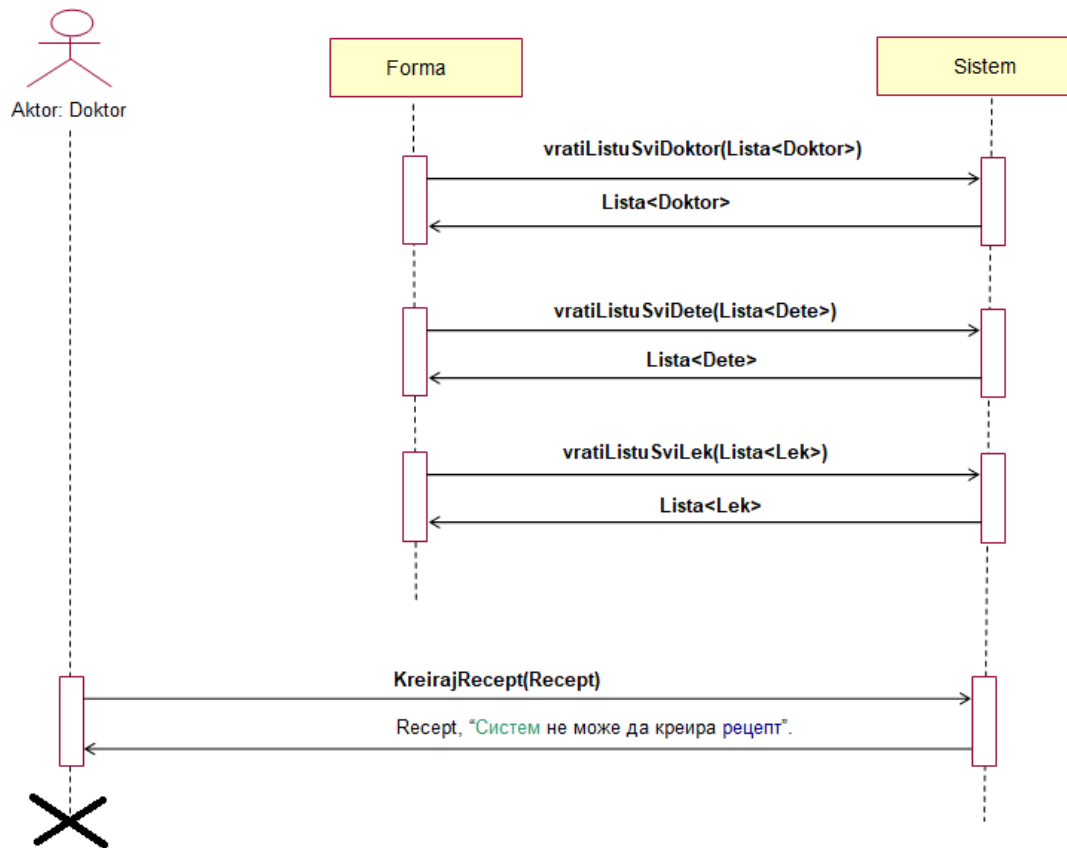 Forma
Sistem
Aktor: Doktor
vratiListuSviDoktor(Lista<Doktor>)
Lista<Doktor>
vratiListuSviDete(Lista<Dete>)
Lista<Dete>
vratiListuSviLek(Lista<Lek>)
Lista<Lek>
KreirajRecept(Recept)
Recept, “Систем не може да креира рецепт”.